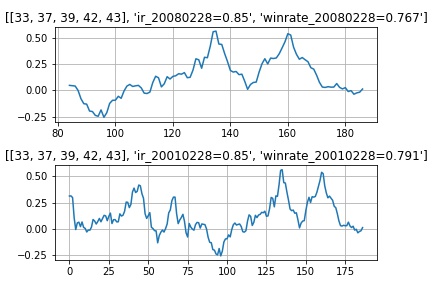 [[33, 37, 39, 42, 43], 'ir_20080228=0.85', 'winrate_20080228=0.767']
0.50
0.25
0.00
−0.25
80 100 120 140 160 180
[[33, 37, 39, 42, 43], 'ir_20010228=0.85', 'winrate_20010228=0.791']
0.50
0.25
0.00
−0.25
0 25 50 75 100 125 150 175